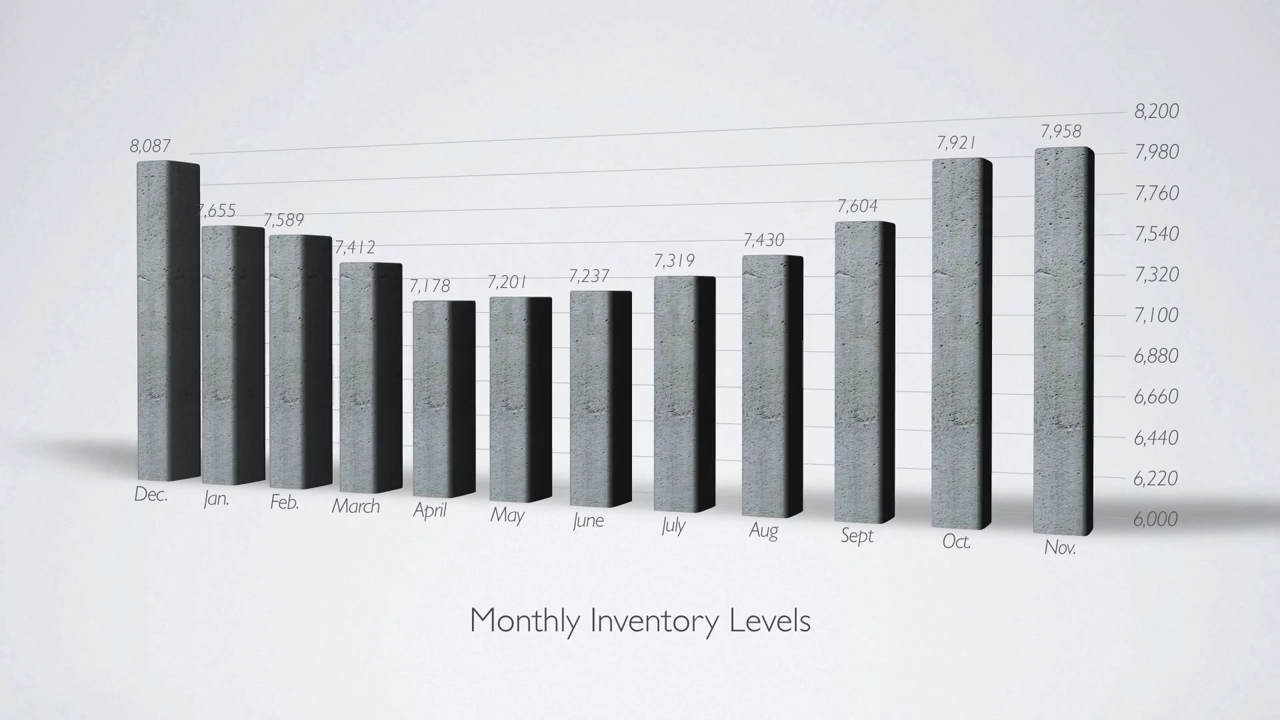 8,087
7,655
7,589
7,412
7,178
7,201
7,237
7,319
7,430
7,604
7,921
7,958
8,200
7,980
7,760
7,540
7,320
7,100
6,880
6,660
6,440
6,220
6,000
Dec.
Jan.
Feb.
March
April
May
June
July
Aug
Sept
Oct.
Nov.
Monthly Inventory Levels